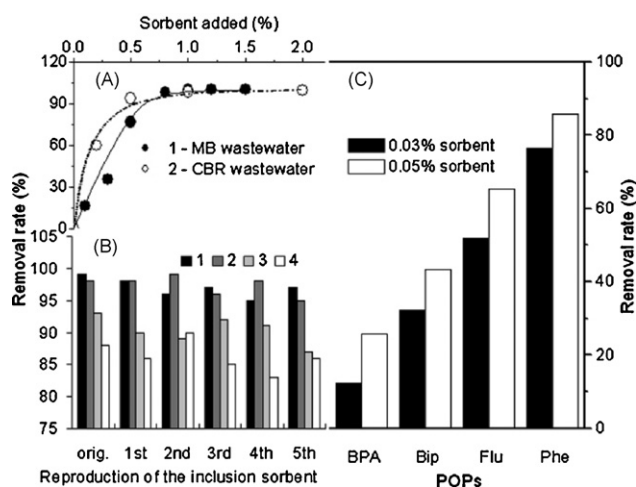 Sorbent added (%)
0.0 0.5 1.0 1.5 2.0
120
90
60
30
0
(A)
1 - MB wastewater
2 - CBR wastewater
Removal rate (%)
105
100
95
90
85
80
75
(B)
1 2 3 4
orig. 1st 2nd 3rd 4th 5th
Reproduction of the inclusion sorbent
(C)
0.03% sorbent
0.05% sorbent
100
80
60
40
20
0
Removal rate (%)
BPA Bip Flu Phe
POPs